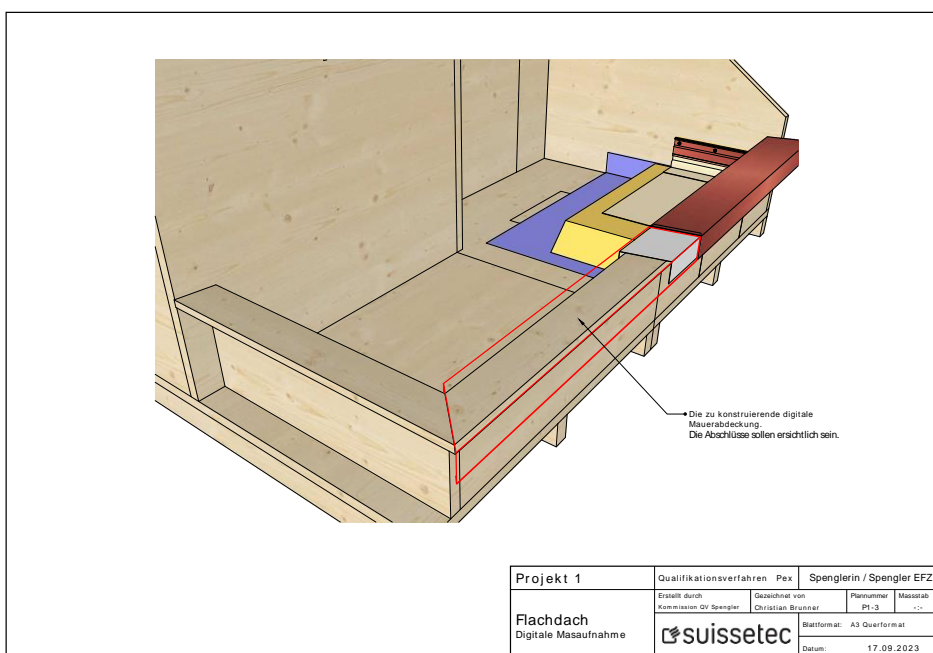 Die zu konstruierende digitale
Mauerabdeckung.
Die Abschlüsse sollen ersichtlich sein.
Projekt 1
Qualifikationsverfahren Pex
Spenglerin / Spengler EFZ
Erstellt durch
Kommission QV Spengler
Gezeichnet von
Christian Brunner
Plannummer
P1-3
Massstab
-:-
Flachdach
Digitale Masaufnahme
suissetec
Blattformat: A3 Querformat
Datum: 17.09.2023